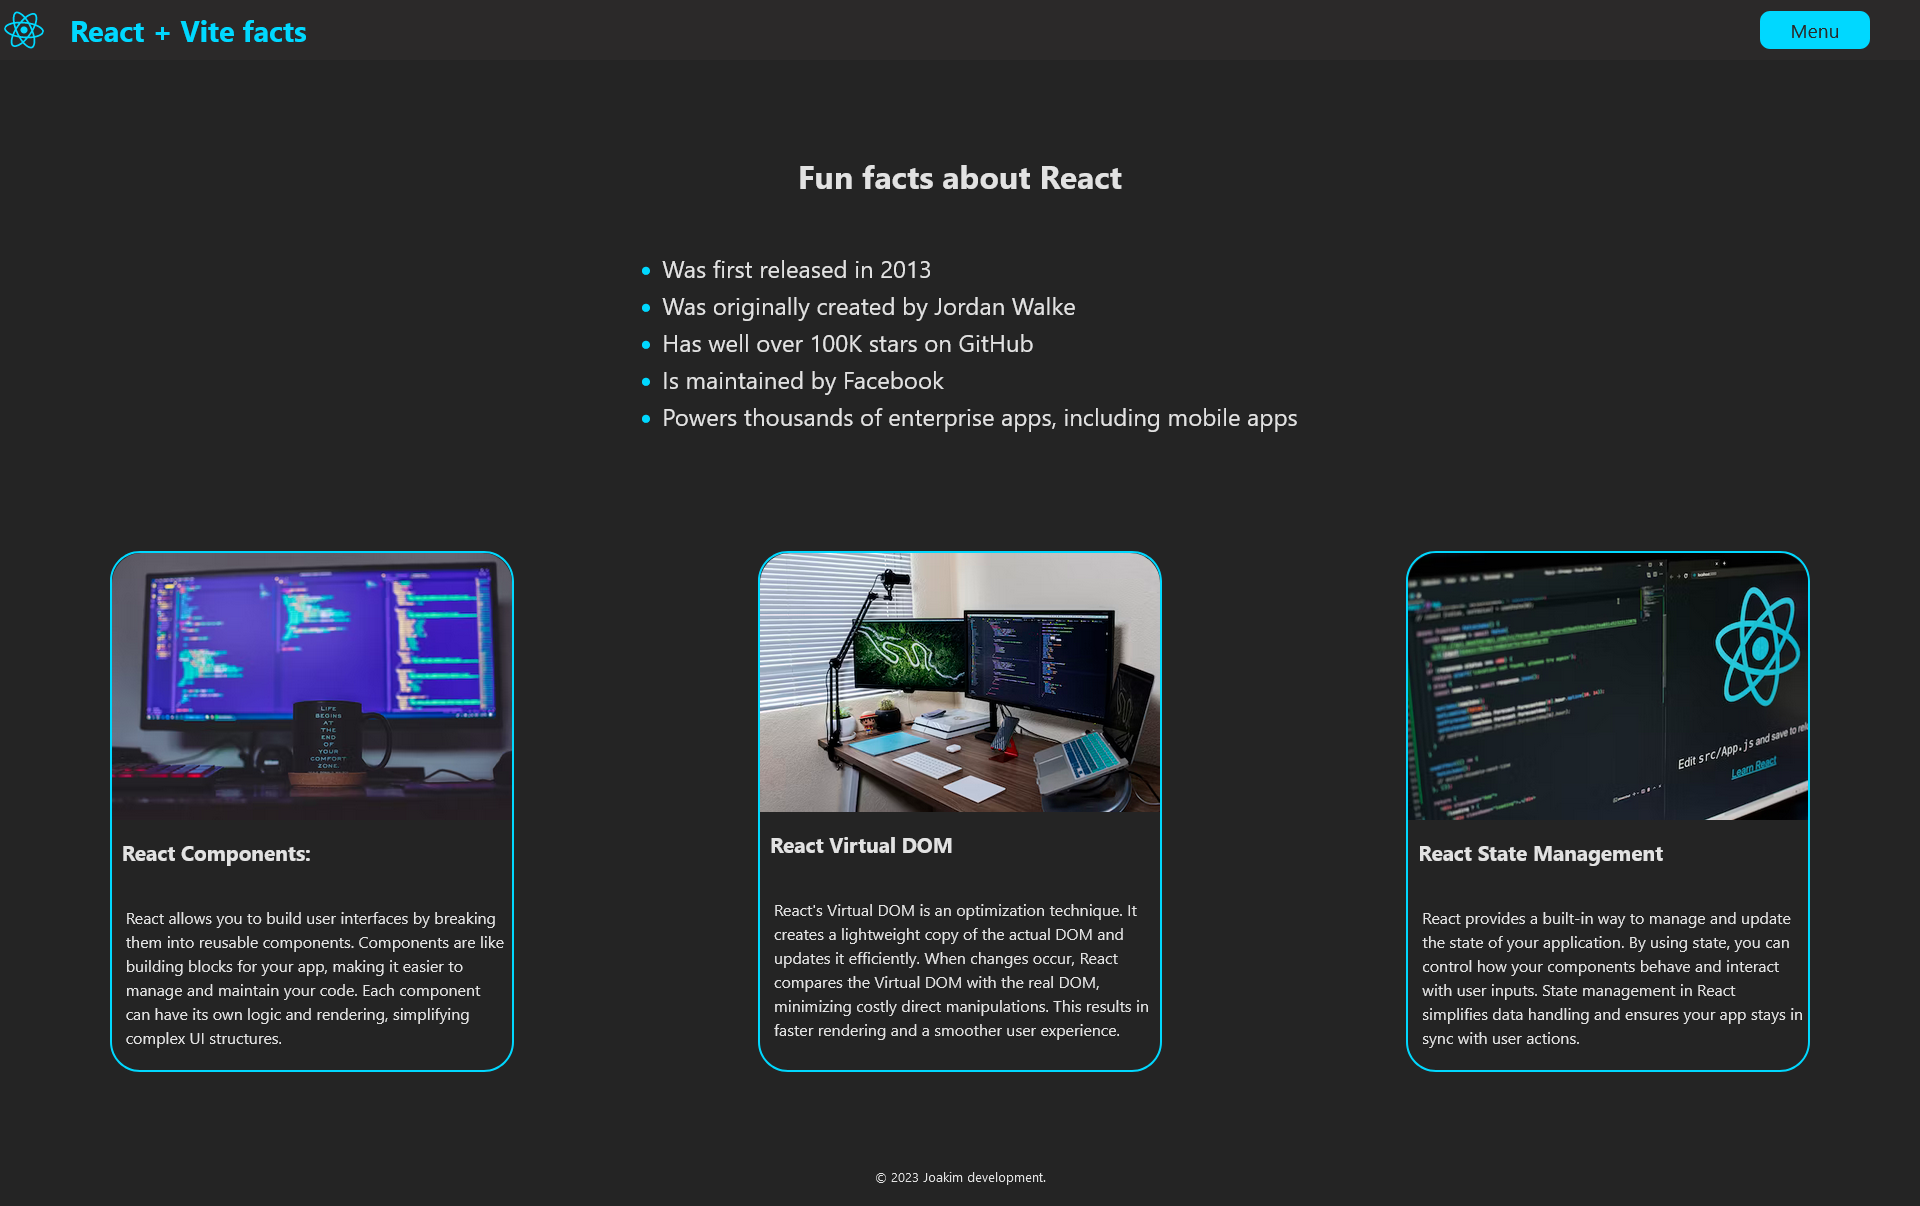 React + Vite facts
Menu
Fun facts about React
Was first released in 2013
Was originally created by Jordan Walke
Has well over 100K stars on GitHub
Is maintained by Facebook
Powers thousands of enterprise apps, including mobile apps
LIFE
BEGINS
AT
THE
END
OF
YOUR
COMFORT
ZONE.
Edit src/App.js and save to
Learn React
React Components:
React allows you to build user interfaces by breaking
them into reusable components. Components are like
building blocks for your app, making it easier to
manage and maintain your code. Each component
can have its own logic and rendering, simplifying
complex UI structures.
React Virtual DOM
React's Virtual DOM is an optimization technique. It
creates a lightweight copy of the actual DOM and
updates it efficiently. When changes occur, React
compares the Virtual DOM with the real DOM,
minimizing costly direct manipulations. This results in
faster rendering and a smoother user experience.
React State Management
React provides a built-in way to manage and update
the state of your application. By using state, you can
control how your components behave and interact
with user inputs. State management in React
simplifies data handling and ensures your app stays in
sync with user actions.
© 2023 Joakim development.